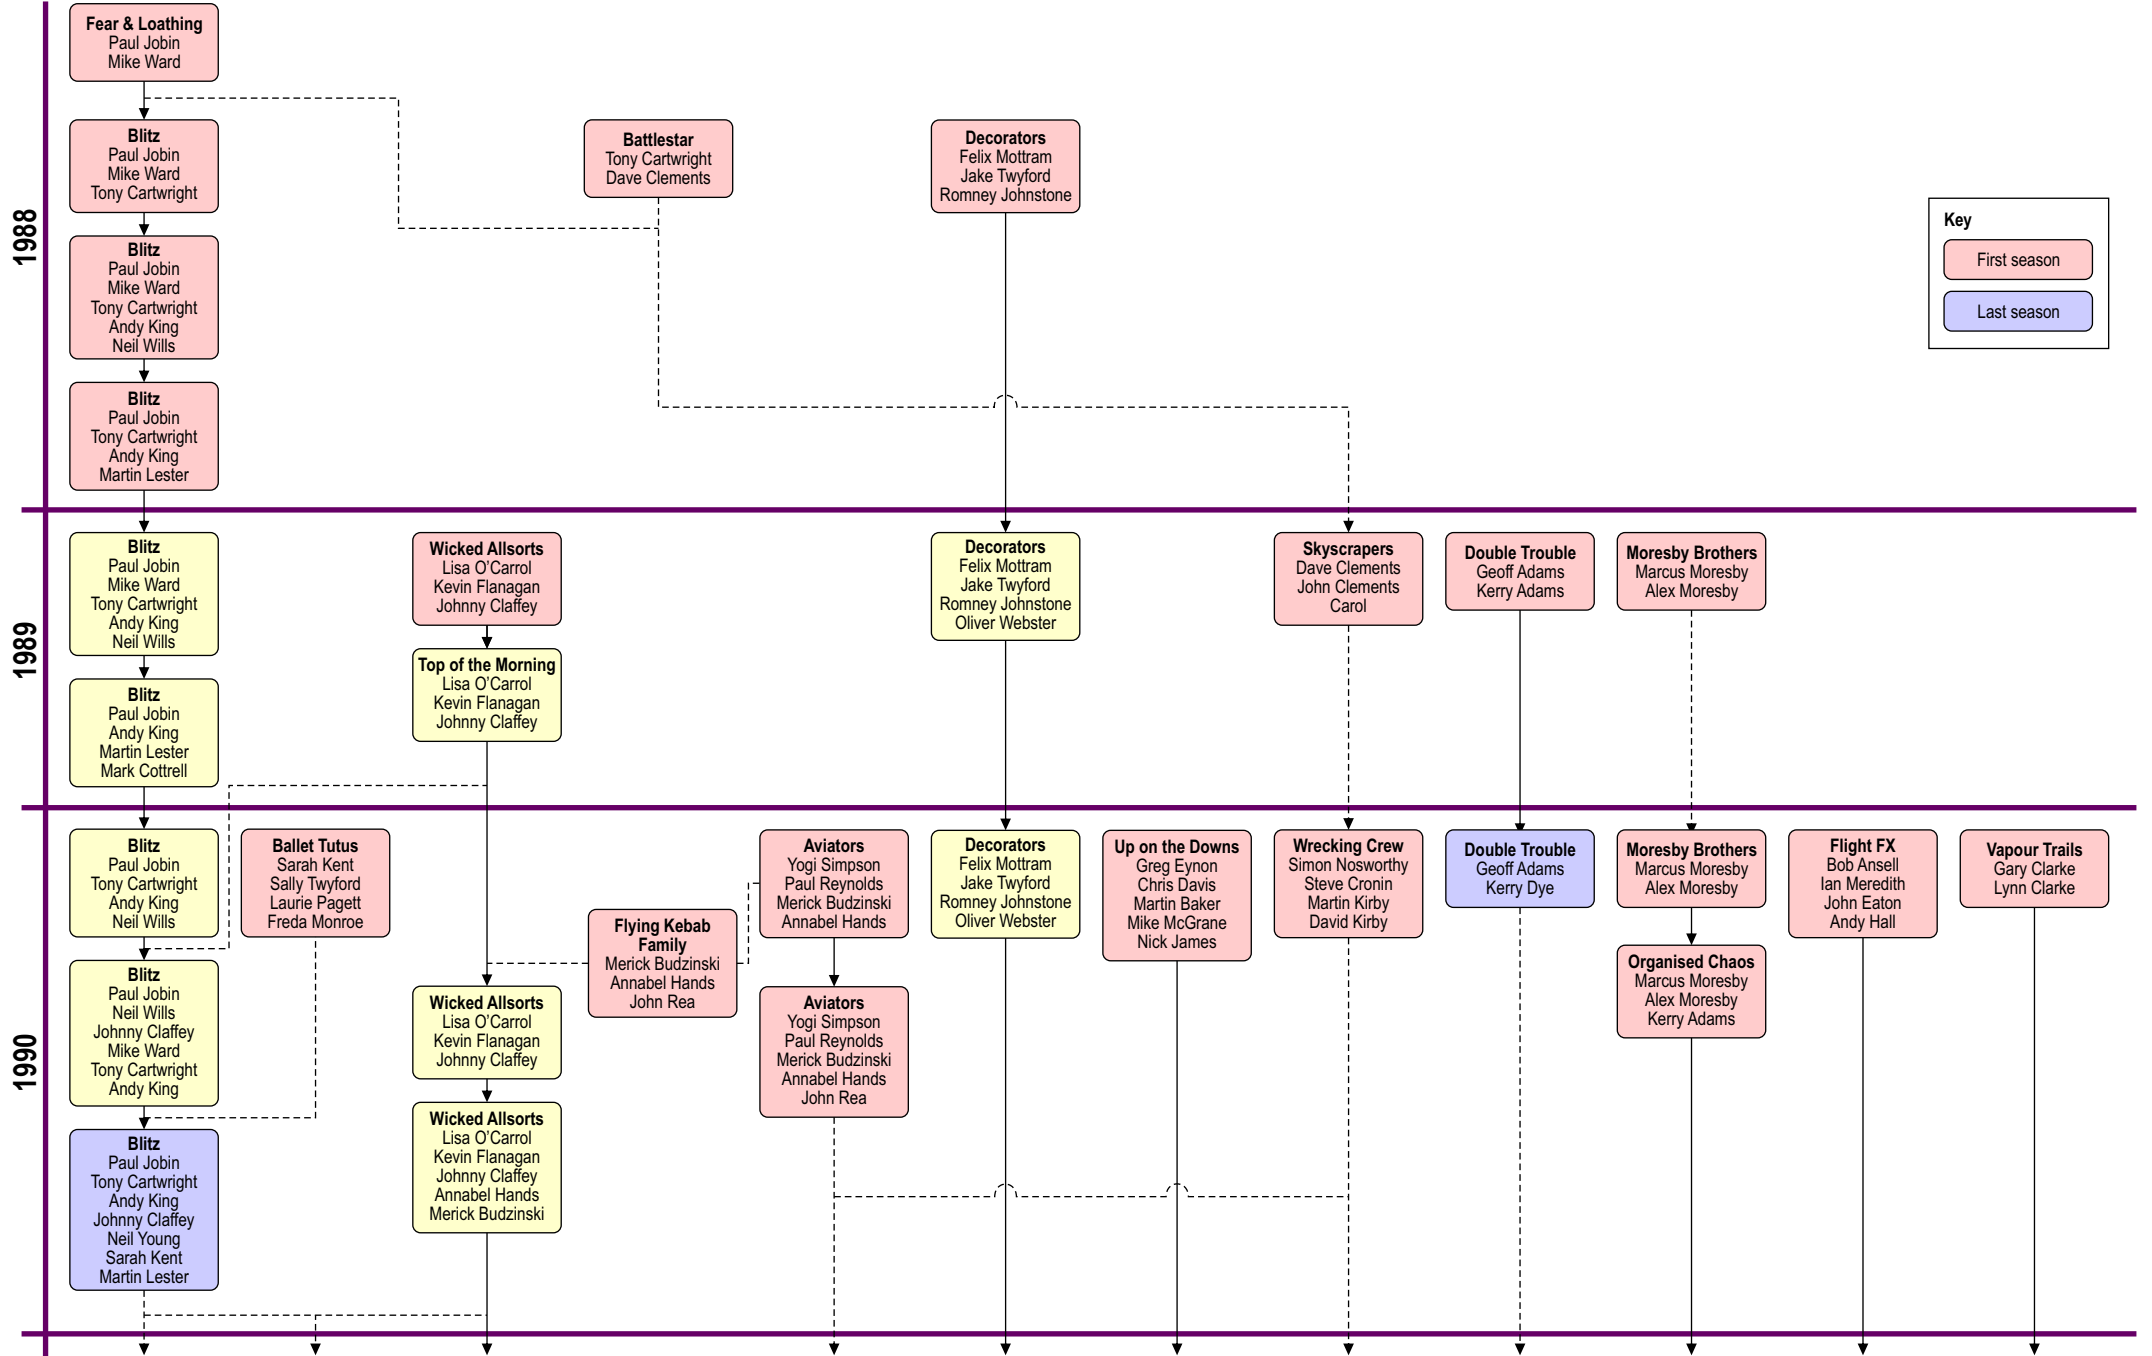 1988
Fear & Loathing
Paul Jobin
Mike Ward
Blitz
Paul Jobin
Mike Ward
Tony Cartwright
Battlestar
Tony Cartwright
Dave Clements
Decorators
Felix Mottram
Jake Twyford
Romney Johnstone
Key
First season
Last season
Blitz
Paul Jobin
Mike Ward
Tony Cartwright
Andy King
Neil Wills
Blitz
Paul Jobin
Tony Cartwright
Andy King
Martin Lester
1989
Blitz
Paul Jobin
Mike Ward
Tony Cartwright
Andy King
Neil Wills
Wicked Allsorts
Lisa O'Carrol
Kevin Flanagan
Johnny Claffey
Decorators
Felix Mottram
Jake Twyford
Romney Johnstone
Oliver Webster
Skyscrapers
Dave Clements
John Clements
Carol
Double Trouble
Geoff Adams
Kerry Adams
Moresby Brothers
Marcus Moresby
Alex Moresby
Top of the Morning
Lisa O'Carrol
Kevin Flanagan
Johnny Claffey
Blitz
Paul Jobin
Andy King
Martin Lester
Mark Cottrell
1990
Blitz
Paul Jobin
Tony Cartwright
Andy King
Neil Wills
Ballet Tutus
Sarah Kent
Sally Twyford
Laurie Pagett
Freda Monroe
Flying Kebab
Family
Merick Budzinski
Annabel Hands
John Rea
Aviators
Yogi Simpson
Paul Reynolds
Merick Budzinski
Annabel Hands
Decorators
Felix Mottram
Jake Twyford
Romney Johnstone
Oliver Webster
Up on the Downs
Greg Eynon
Chris Davis
Martin Baker
Mike McGrane
Nick James
Wrecking Crew
Simon Nosworthy
Steve Cronin
Martin Kirby
David Kirby
Double Trouble
Geoff Adams
Kerry Dye
Moresby Brothers
Marcus Moresby
Alex Moresby
Flight FX
Bob Ansell
Ian Meredith
John Eaton
Andy Hall
Vapour Trails
Gary Clarke
Lynn Clarke
Organised Chaos
Marcus Moresby
Alex Moresby
Kerry Adams
Blitz
Paul Jobin
Neil Wills
Johnny Claffey
Mike Ward
Tony Cartwright
Andy King
Wicked Allsorts
Lisa O'Carrol
Kevin Flanagan
Johnny Claffey
Aviators
Yogi Simpson
Paul Reynolds
Merick Budzinski
Annabel Hands
John Rea
Wicked Allsorts
Lisa O'Carrol
Kevin Flanagan
Johnny Claffey
Annabel Hands
Merick Budzinski
Blitz
Paul Jobin
Tony Cartwright
Andy King
Johnny Claffey
Neil Young
Sarah Kent
Martin Lester